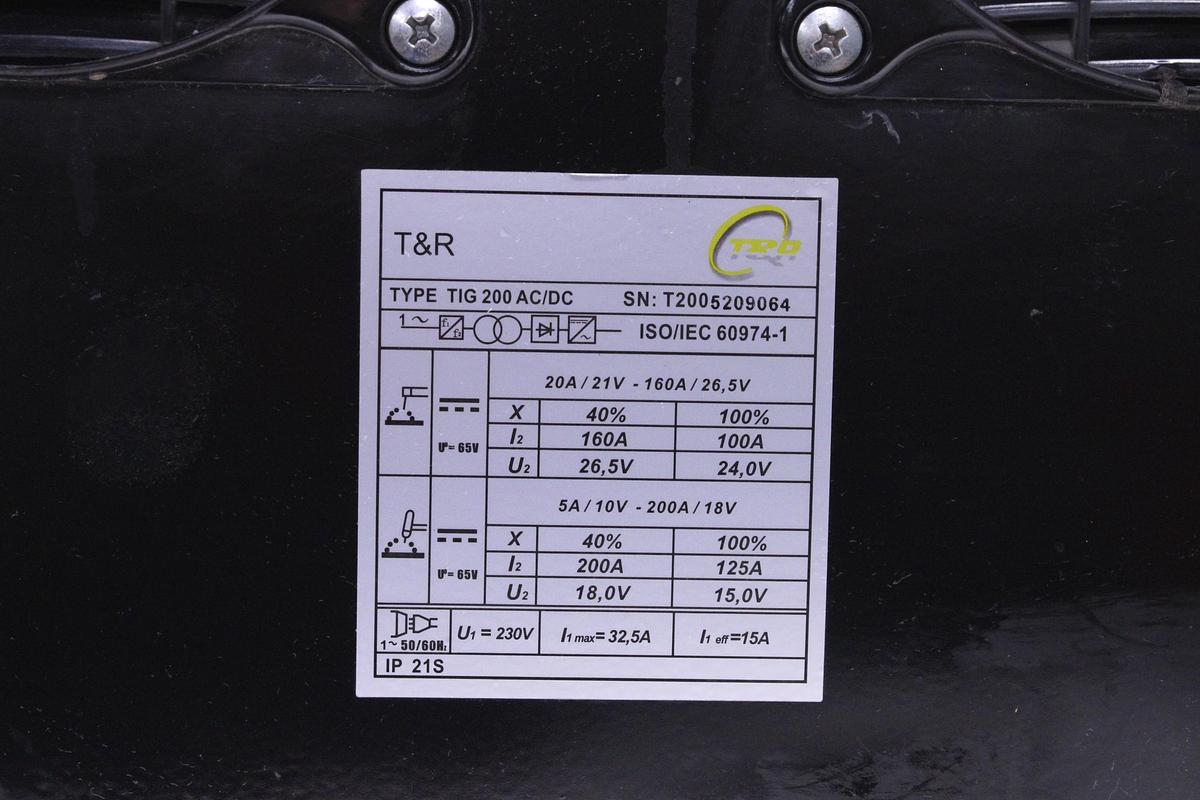 T&R
TRD
TYPE TIG 200 AC/DC SN: T2005209064
1~ f1 f2 ISO/IEC 60974-1
20A / 21V - 160A / 26,5V
X 40% 100%
I2 160A 100A
U0= 65V
U2 26,5V 24,0V
5A / 10V - 200A / 18V
X 40% 100%
I2 200A 125A
U0= 65V
U2 18,0V 15,0V
1~ 50/60Hz U1 = 230V I1 max= 32,5A I1 eff =15A
IP 21S